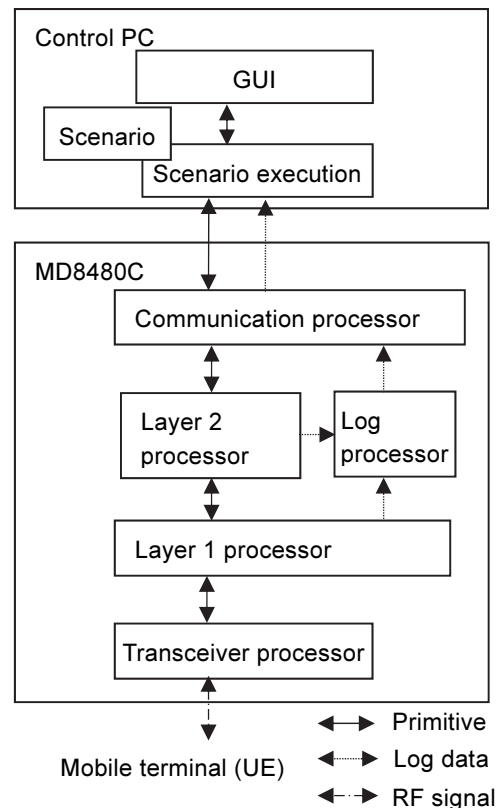 Control PC
GUI
Scenario
Scenario execution
MD8480C
Communication processor
Layer 2
processor
Log
processor
Layer 1 processor
Transceiver processor
Mobile terminal (UE)
Primitive
Log data
RF signal